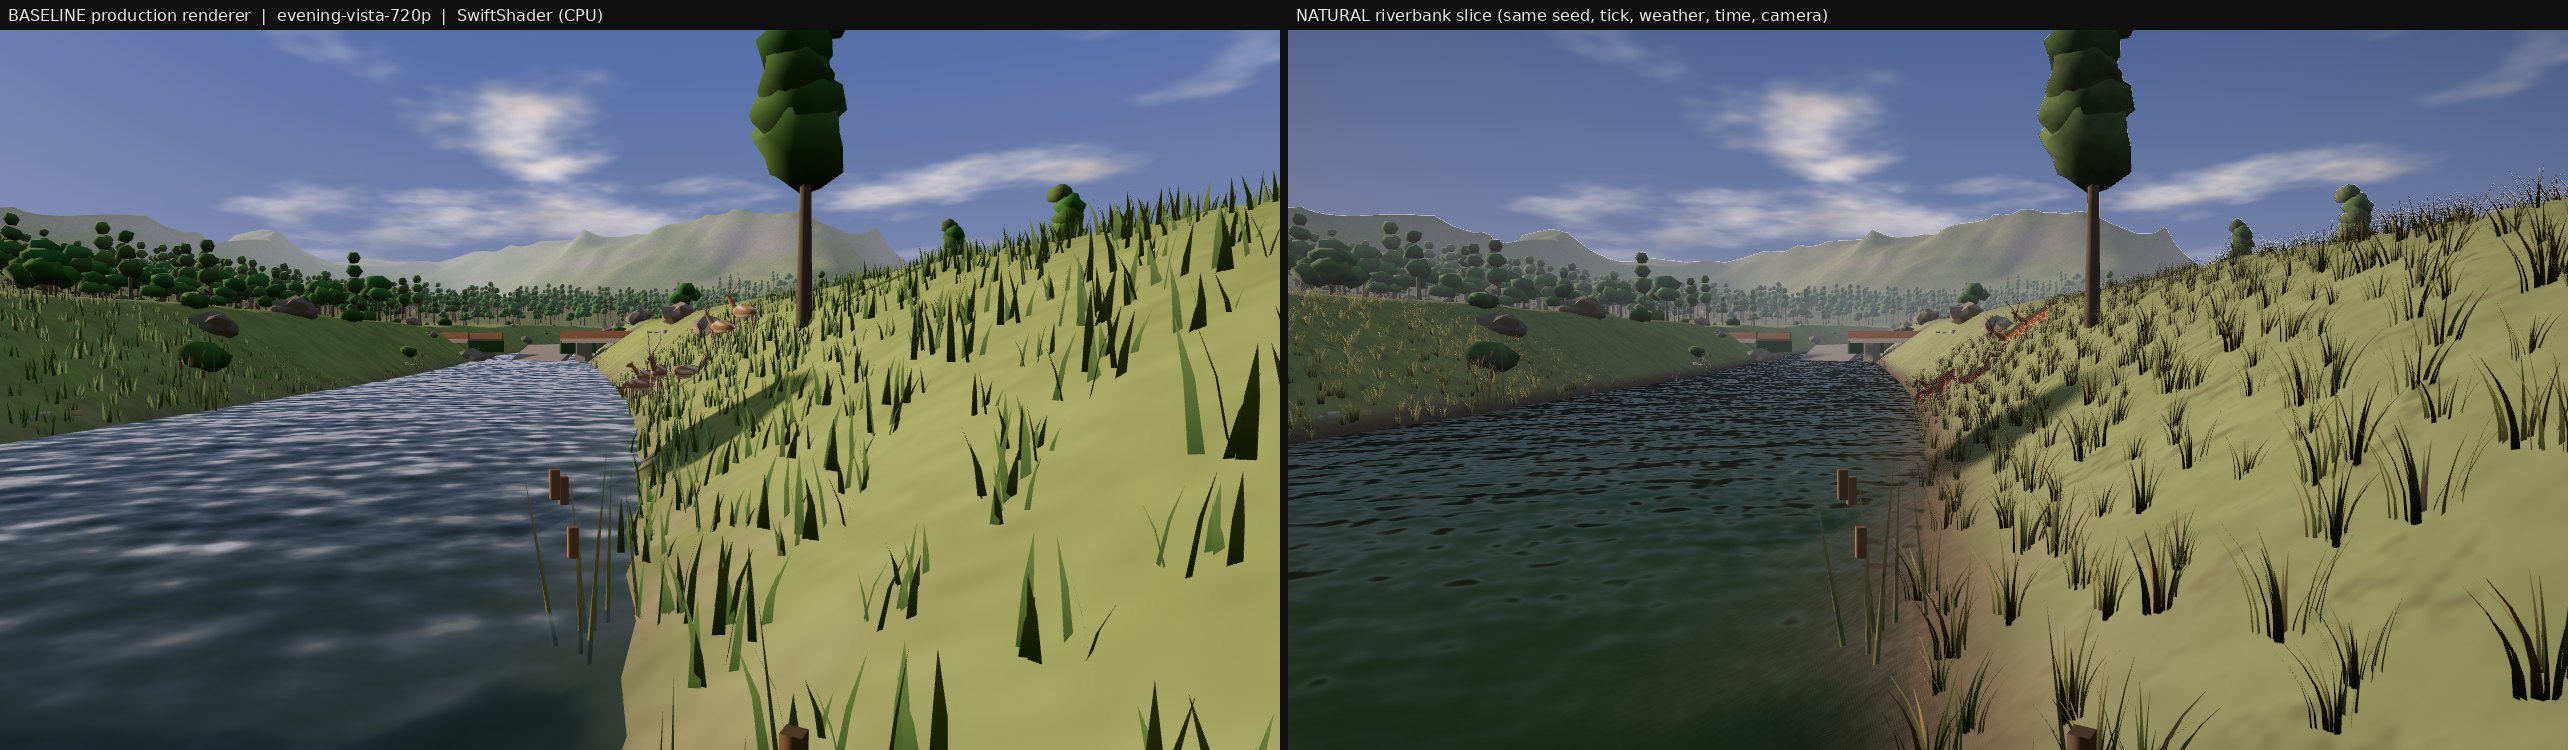 BASELINE production renderer | evening-vista-720p | SwiftShader (CPU)
NATURAL riverbank slice (same seed, tick, weather, time, camera)